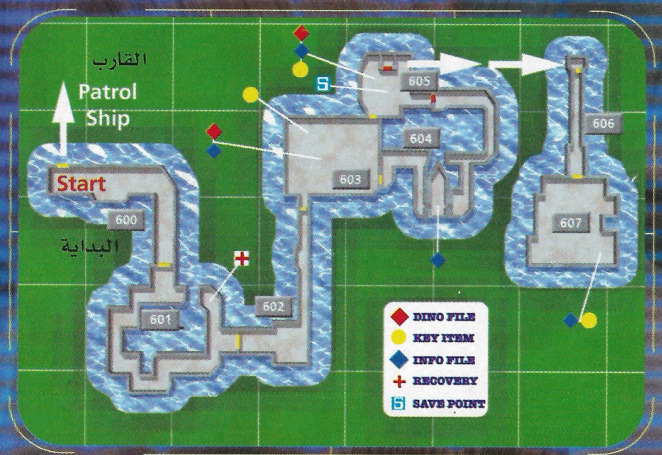 القارب
Patrol
Ship
Start
600
البداية
601
602
603
604
605
606
607
S
DINO FILE
KEY ITEM
INFO FILE
RECOVERY
S SAVE POINT